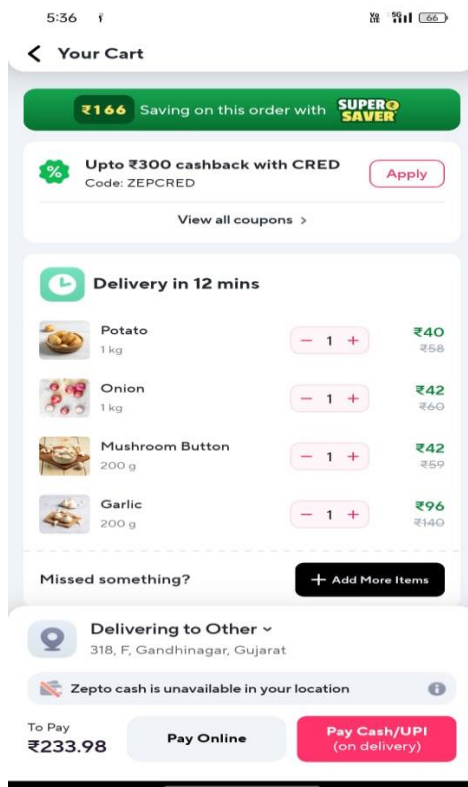 5:36
Vo
LTE
5G
66
Your Cart
₹166 Saving on this order with SUPER SAVER
Upto ₹300 cashback with CRED
Code: ZEPCRED
Apply
View all coupons >
Delivery in 12 mins
Potato
1 kg
− 1 +
₹40
₹58
Onion
1 kg
− 1 +
₹42
₹60
Mushroom Button
200 g
− 1 +
₹42
₹59
Garlic
200 g
− 1 +
₹96
₹140
Missed something?
+ Add More Items
Delivering to Other
318, F, Gandhinagar, Gujarat
Zepto cash is unavailable in your location
To Pay
₹233.98
Pay Online
Pay Cash/UPI
(on delivery)